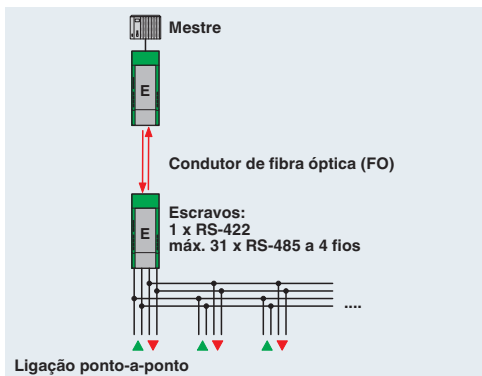 Mestre
E
Condutor de fibra óptica (FO)
E
Escravos:
1 x RS-422
máx. 31 x RS-485 a 4 fios
....
Ligação ponto-a-ponto